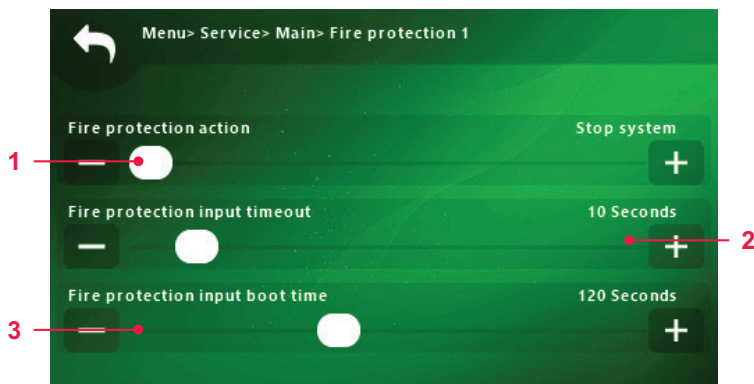 Menu> Service> Main> Fire protection 1
Fire protection action Stop system
1
Fire protection input timeout 10 Seconds
2
Fire protection input boot time 120 Seconds
3